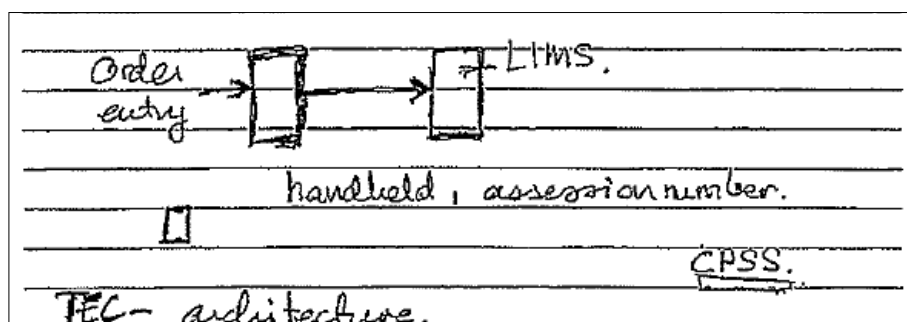 Order
entry
LIMS.
handheld, assession number.
CPSS.
TEC- architecture.